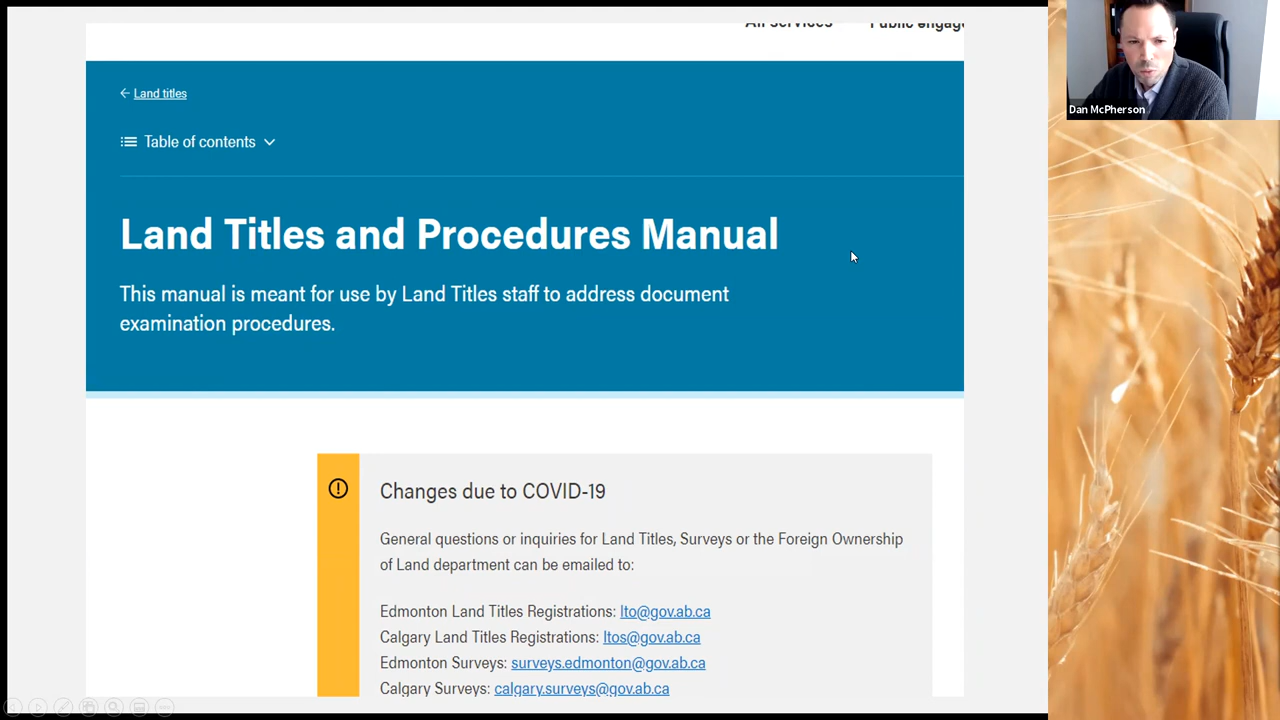 All services Public engage
Land titles
Table of contents
Land Titles and Procedures Manual
This manual is meant for use by Land Titles staff to address document
examination procedures.
Changes due to COVID-19
General questions or inquiries for Land Titles, Surveys or the Foreign Ownership
of Land department can be emailed to:
Edmonton Land Titles Registrations: lto@gov.ab.ca
Calgary Land Titles Registrations: ltos@gov.ab.ca
Edmonton Surveys: surveys.edmonton@gov.ab.ca
Calgary Surveys: calgary.surveys@gov.ab.ca
Dan McPherson